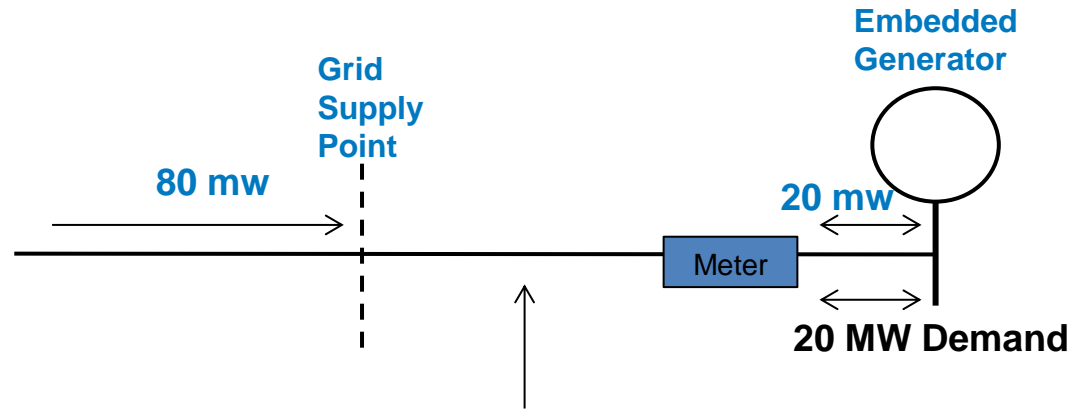 Embedded
Generator
Grid
Supply
Point
80 mw
20 mw
Meter
20 MW Demand